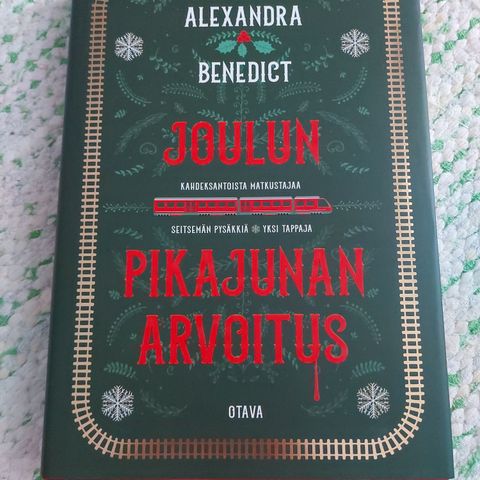 ALEXANDRA
BENEDICT
JOULUN
KAHDEKSANTOISTA MATKUSTAJAA
SEITSEMÄN PYSÄKKIÄ YKSI TAPPAJA
PIKAJUNAN
ARVOITUS
OTAVA